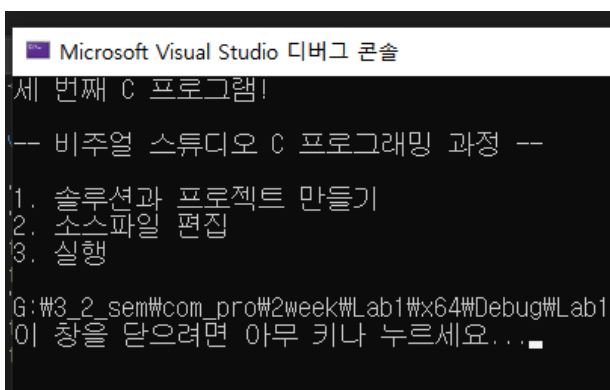 Microsoft Visual Studio 디버그 콘솔
세 번째 C 프로그램!
-- 비주얼 스튜디오 C 프로그래밍 과정 --
1. 솔루션과 프로젝트 만들기
2. 소스파일 편집
3. 실행
G:₩3_2_sem₩com_pro₩2week₩Lab1₩x64₩Debug₩Lab1
이 창을 닫으려면 아무 키나 누르세요...